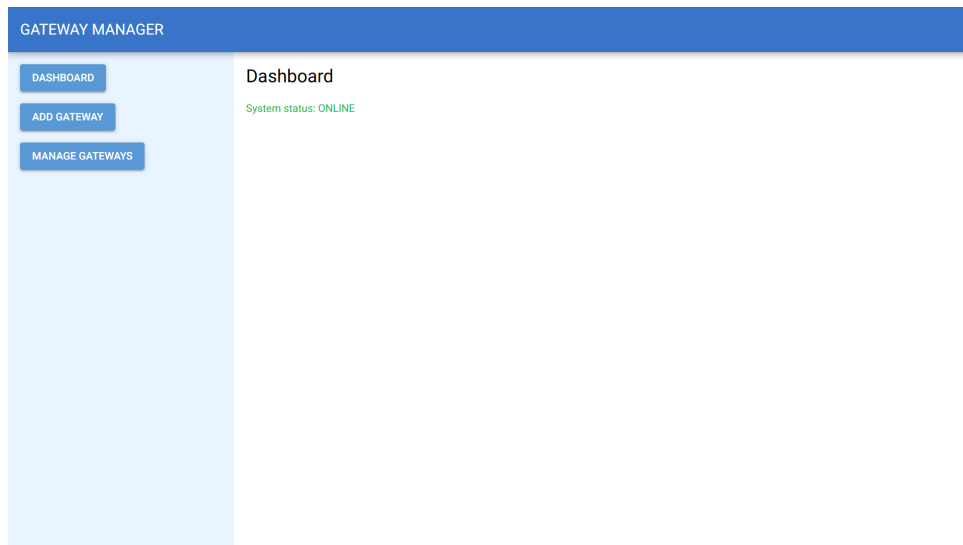 GATEWAY MANAGER
DASHBOARD
ADD GATEWAY
MANAGE GATEWAYS
Dashboard
System status: ONLINE